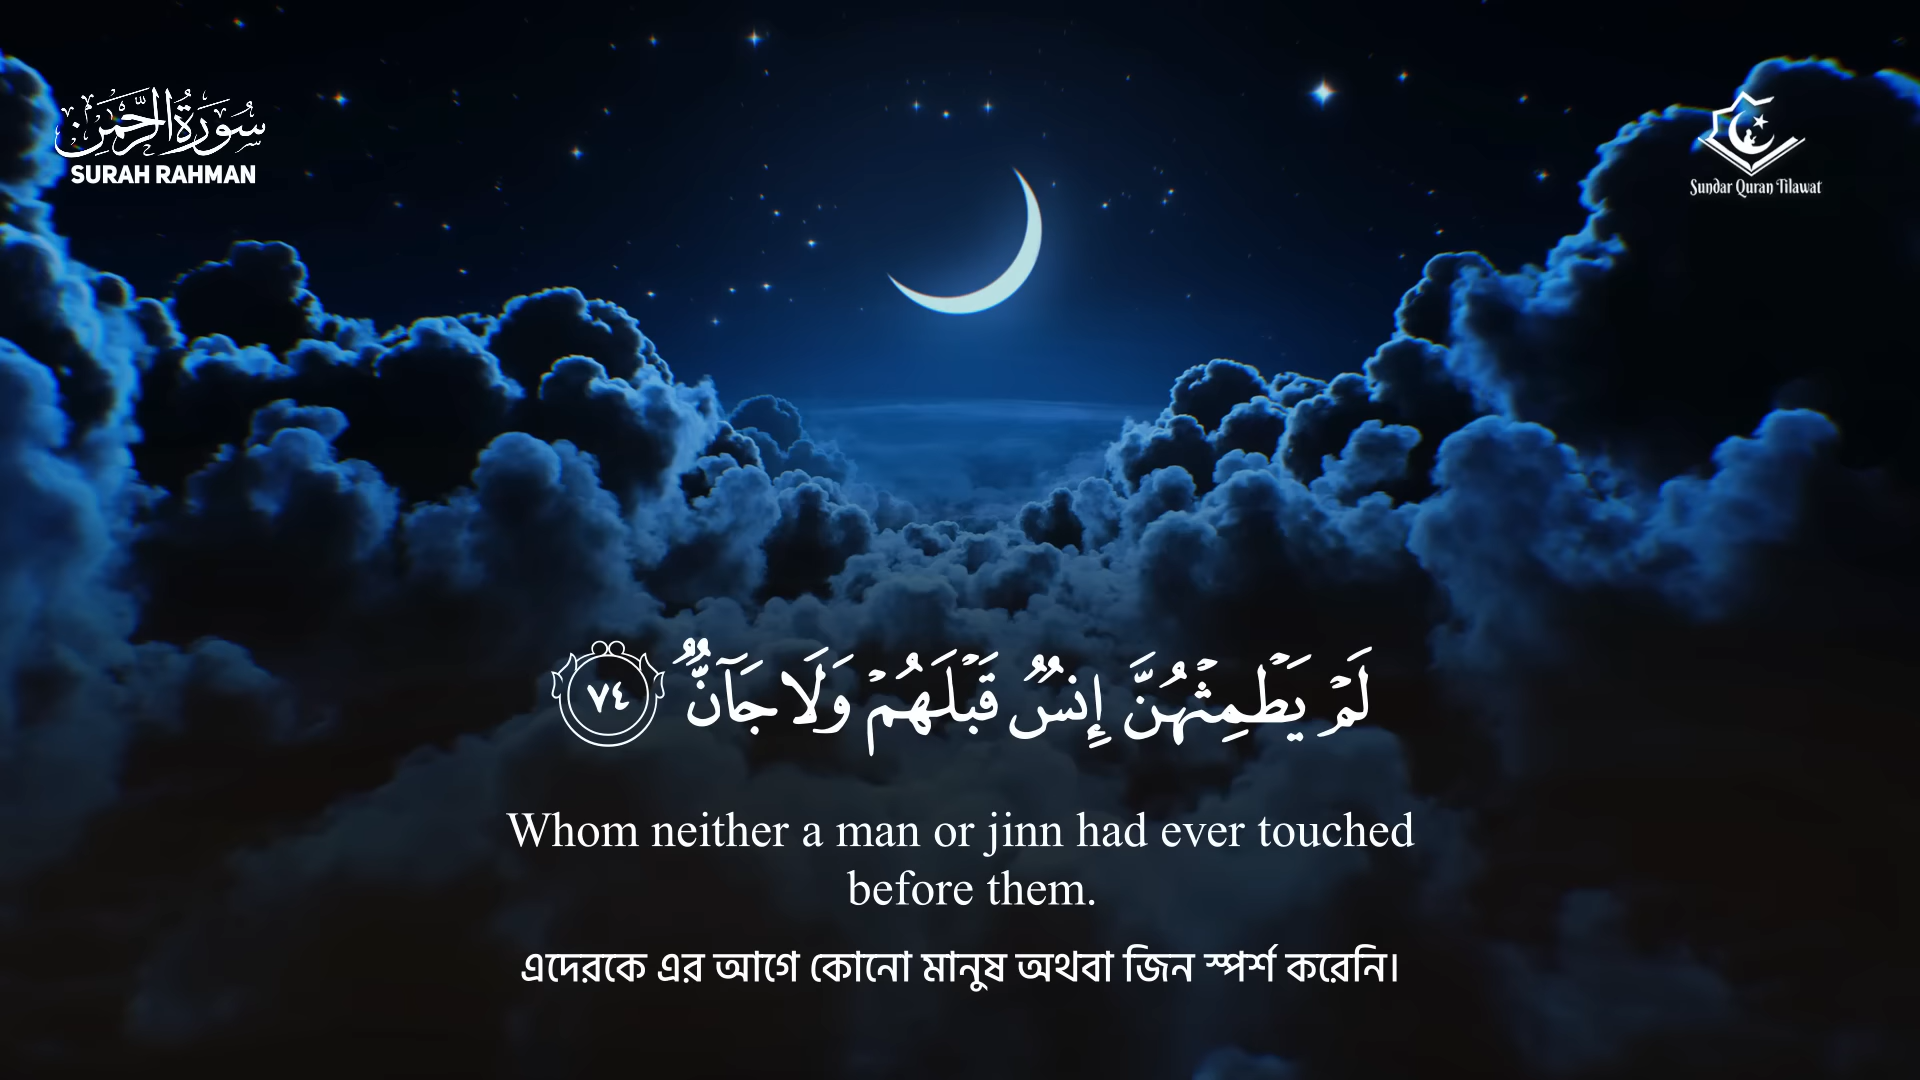 سُورَةُ الرَّحْمَٰن
SURAH RAHMAN
Sundar Quran Tilawat
لَمْ يَطْمِثْهُنَّ إِنسٌ قَبْلَهُمْ وَلَا جَآنٌّ ٧٤
Whom neither a man or jinn had ever touched
before them.
এদেরকে এর আগে কোনো মানুষ অথবা জিন স্পর্শ করেনি।